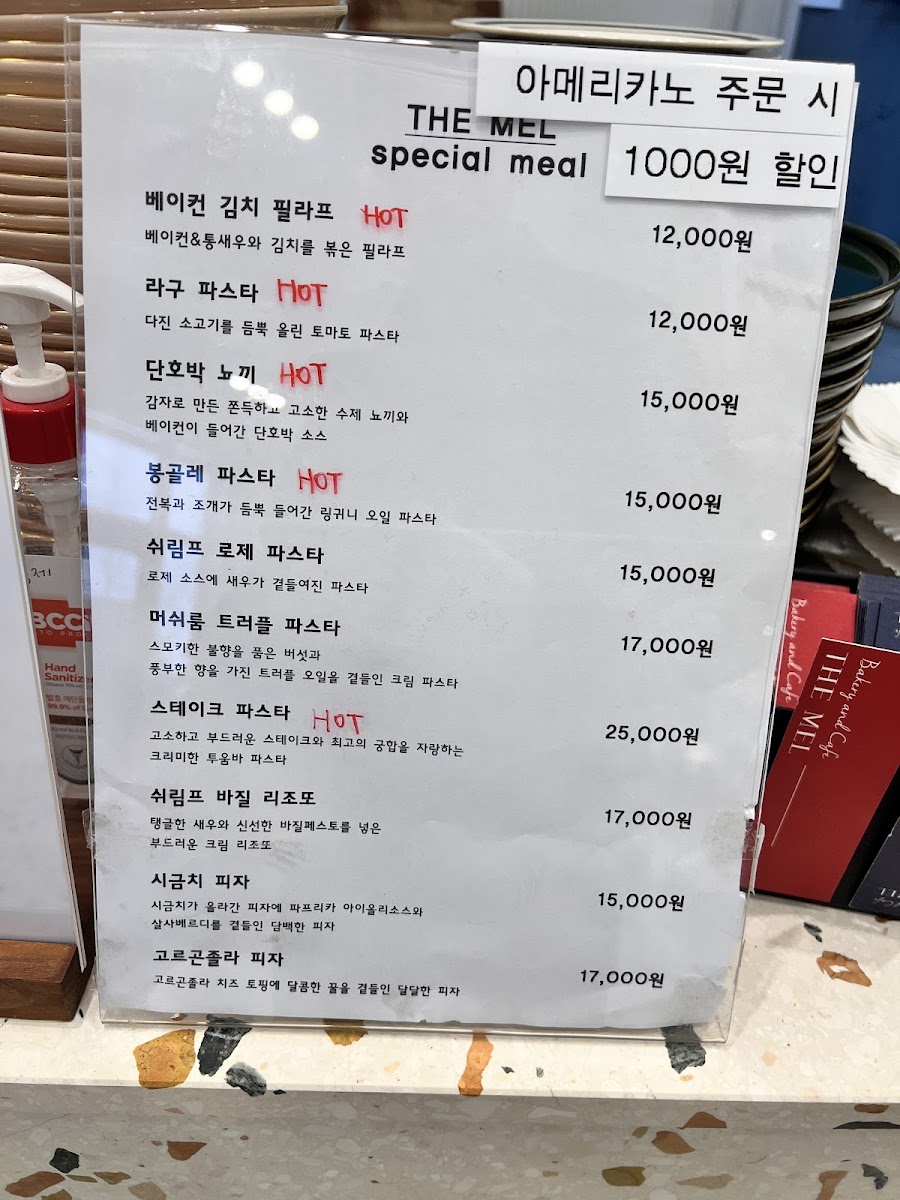 아메리카노 주문 시
1000원 할인
THE MEL
special meal
베이컨 김치 필라프 HOT 12,000원
베이컨&통새우와 김치를 볶은 필라프
라구 파스타 HOT 12,000원
다진 소고기를 듬뿍 올린 토마토 파스타
단호박 뇨끼 HOT 15,000원
감자로 만든 쫀득하고 고소한 수제 뇨끼와
베이컨이 들어간 단호박 소스
봉골레 파스타 HOT 15,000원
전복과 조개가 듬뿍 들어간 링귀니 오일 파스타
쉬림프 로제 파스타 15,000원
로제 소스에 새우가 곁들여진 파스타
머쉬룸 트러플 파스타 17,000원
스모키한 불향을 품은 버섯과
풍부한 향을 가진 트러플 오일을 곁들인 크림 파스타
스테이크 파스타 HOT 25,000원
고소하고 부드러운 스테이크와 최고의 궁합을 자랑하는
크리미한 투움바 파스타
쉬림프 바질 리조또 17,000원
탱글한 새우와 신선한 바질페스토를 넣은
부드러운 크림 리조또
시금치 피자 15,000원
시금치가 올라간 피자에 파프리카 아이올리소스와
살사베르디를 곁들인 담백한 피자
고르곤졸라 피자 17,000원
고르곤졸라 치즈 토핑에 달콤한 꿀을 곁들인 달달한 피자
Hand
Sanitize
Bakery and Cafe
Bakery and Cafe
THE MEL